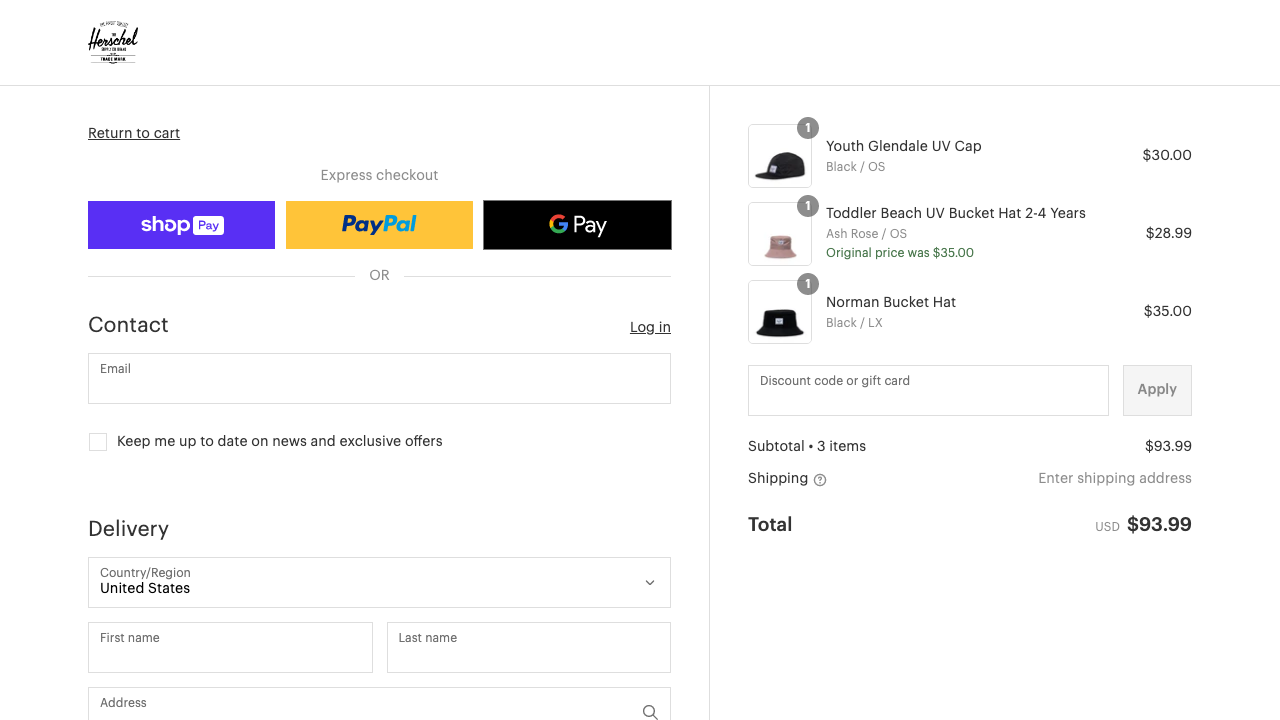 Herschel
TRADE MARK
Return to cart
Express checkout
shop Pay
PayPal
G Pay
OR
Contact
Log in
Email
Keep me up to date on news and exclusive offers
Delivery
Country/Region
United States
First name
Last name
Address
1
Youth Glendale UV Cap
$30.00
Black / OS
1
Toddler Beach UV Bucket Hat 2-4 Years
Ash Rose / OS
$28.99
Original price was $35.00
1
Norman Bucket Hat
$35.00
Black / LX
Discount code or gift card
Apply
Subtotal • 3 items
$93.99
Shipping
Enter shipping address
Total
USD $93.99